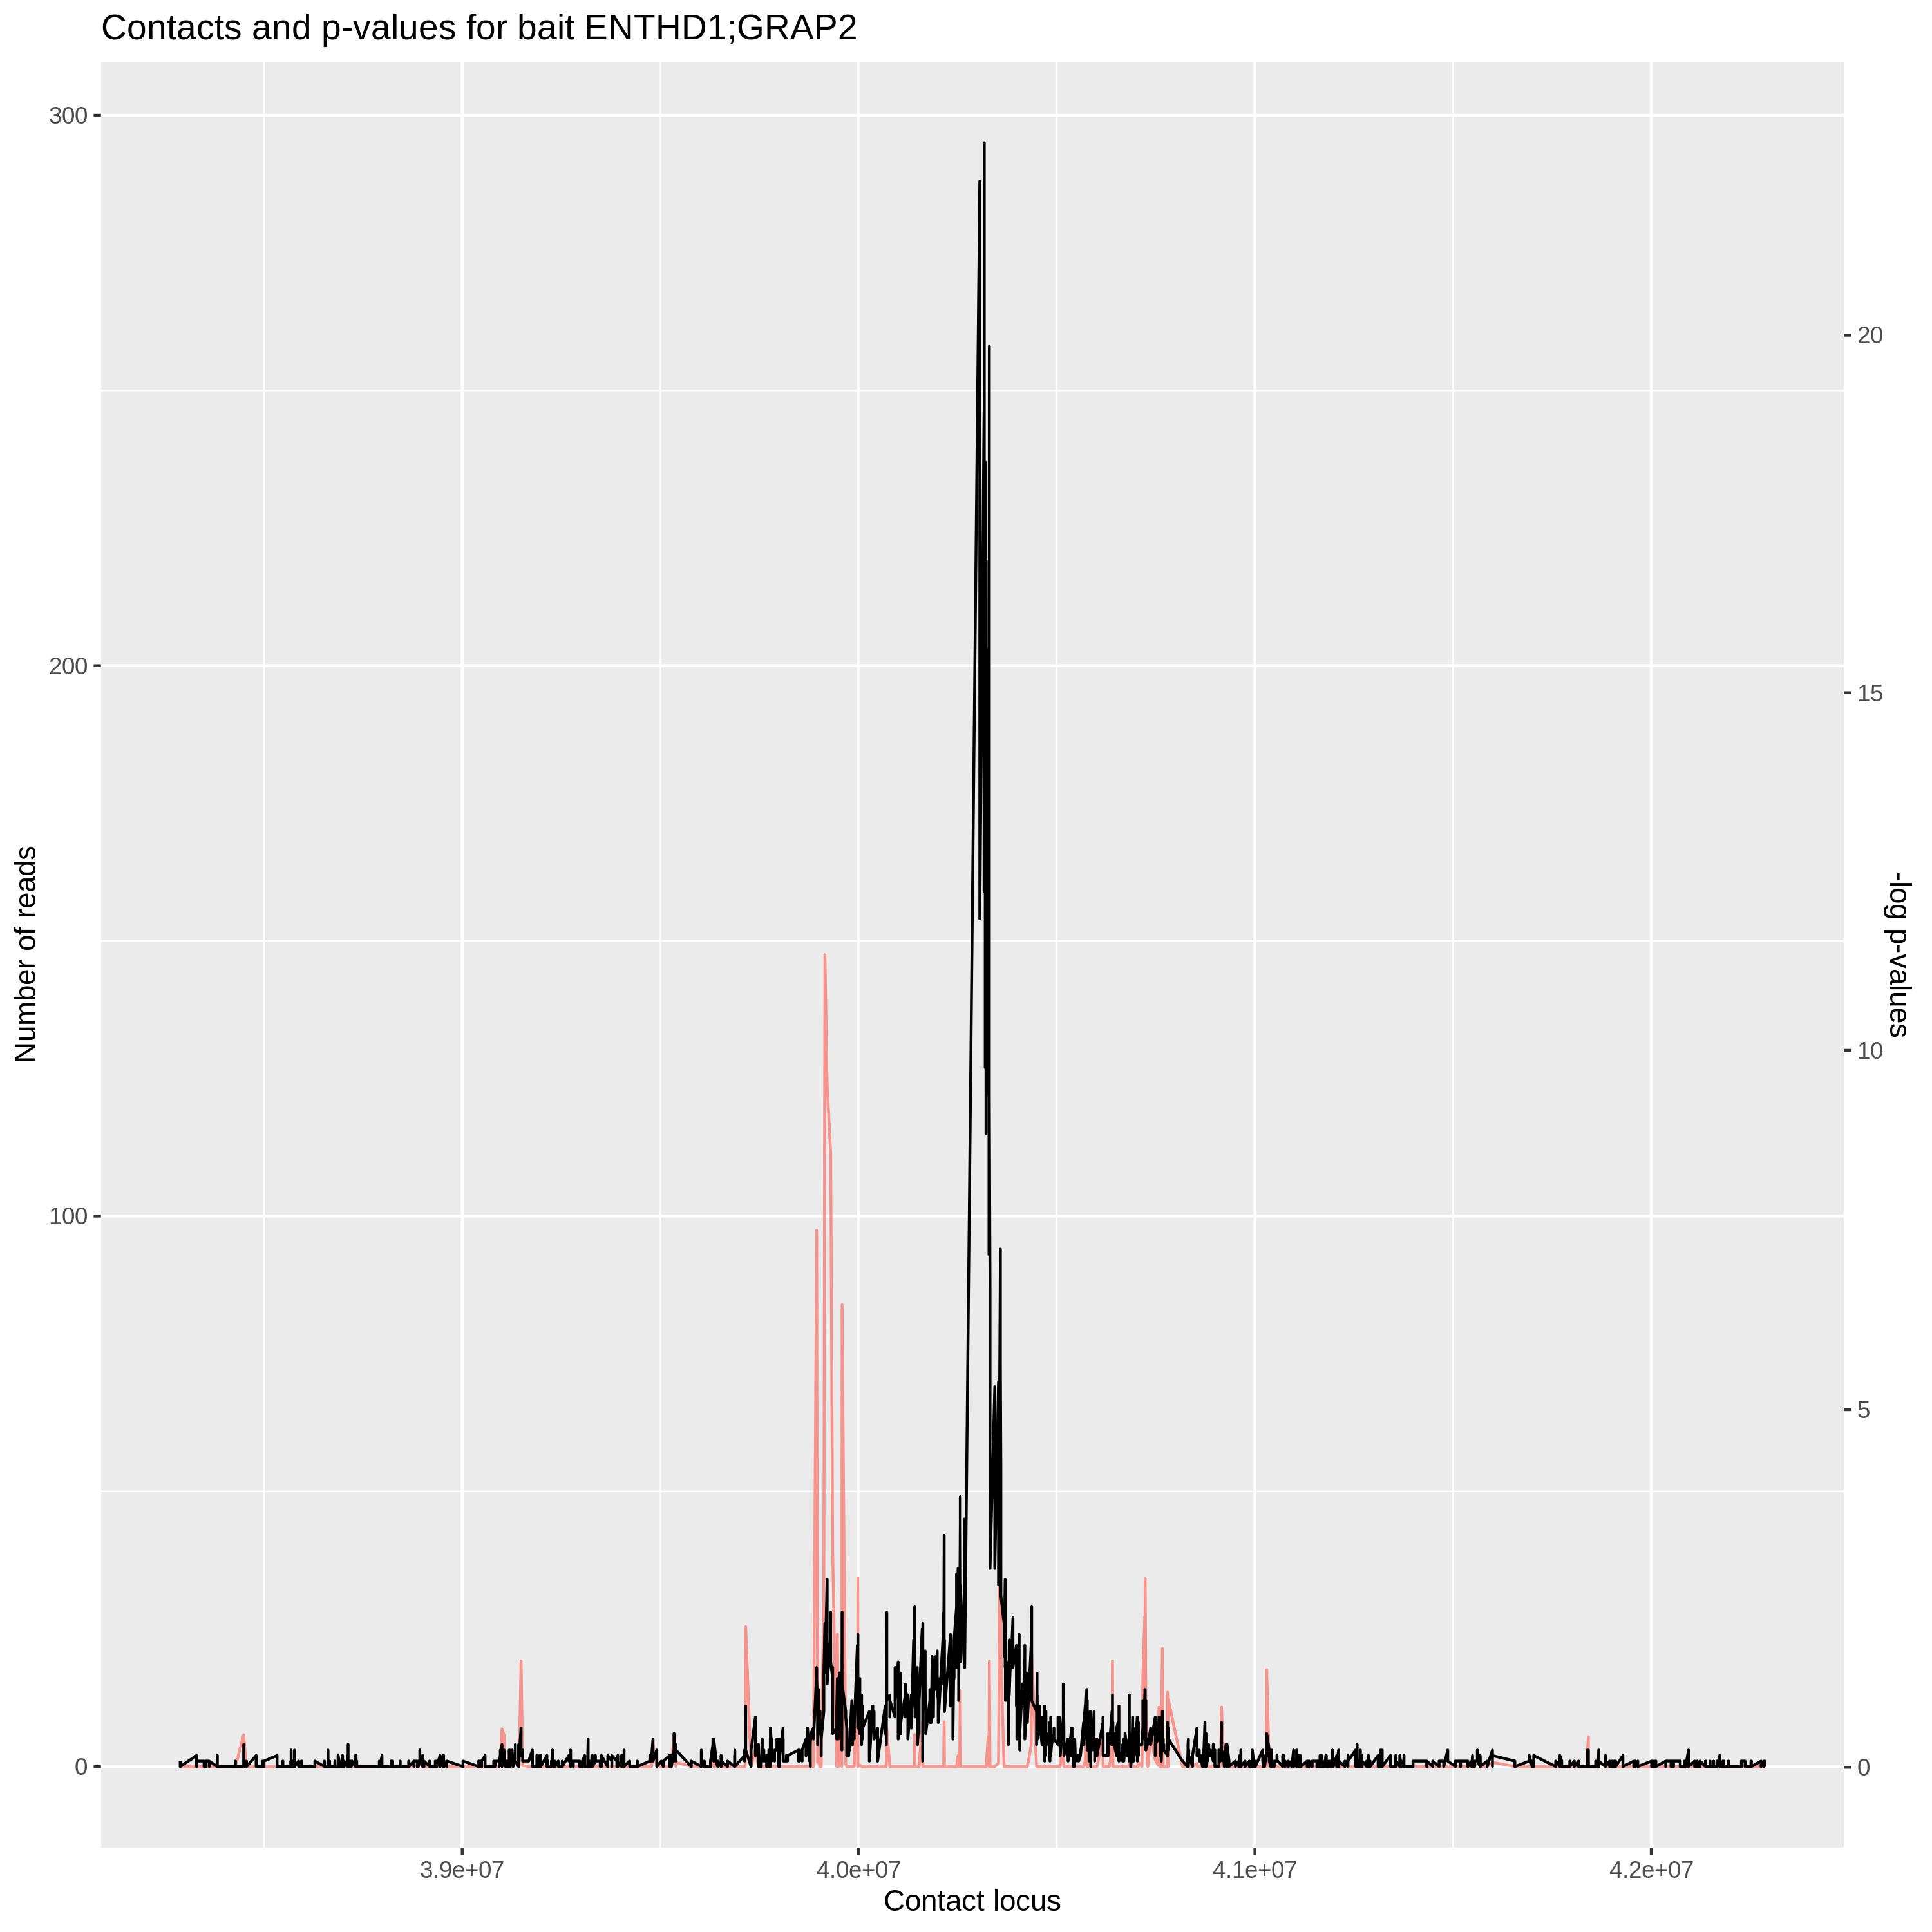 Contacts and p-values for bait ENTHD1;GRAP2
300
200
100
0
Number of reads
20
15
10
5
0
-log p-values
3.9e+07
4.0e+07
4.1e+07
4.2e+07
Contact locus